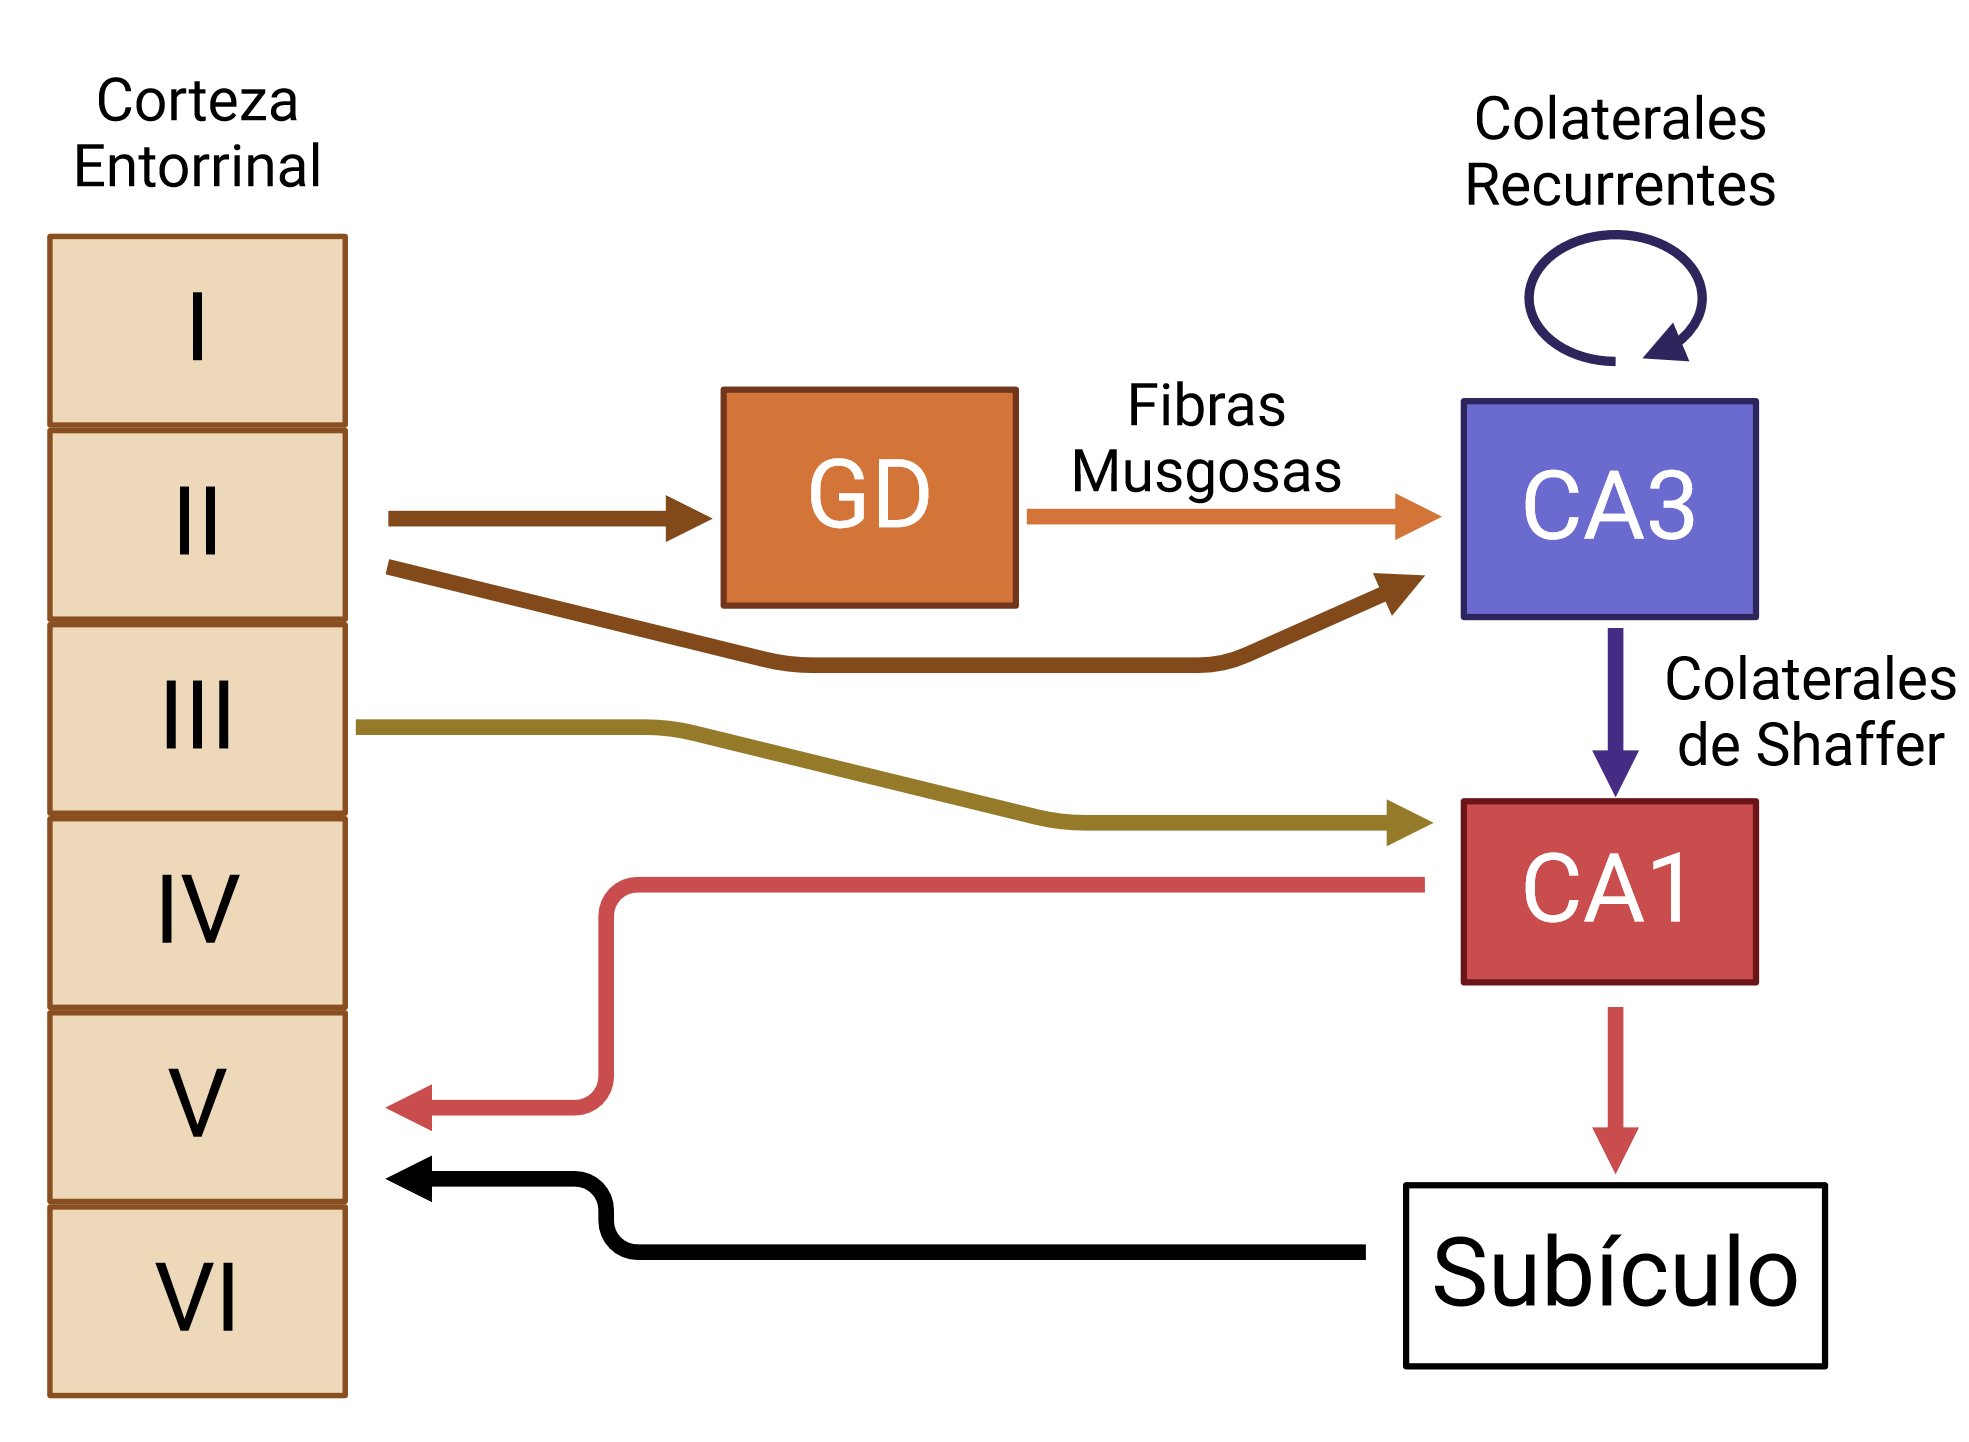 Corteza
Entorrinal
I
II
III
IV
V
VI
GD
Fibras
Musgosas
Colaterales
Recurrentes
CA3
Colaterales
de Shaffer
CA1
Subículo